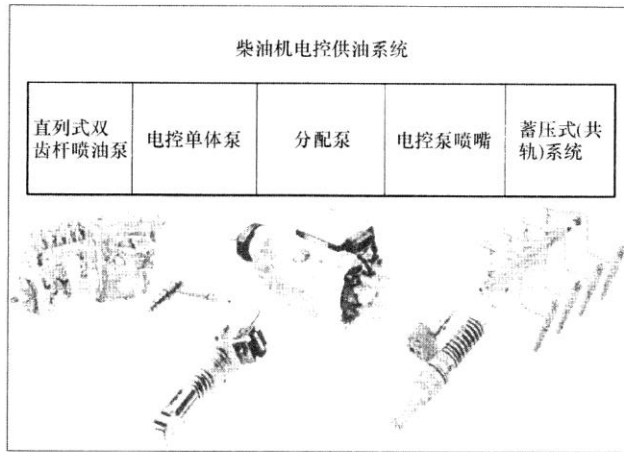 柴油机电控供油系统
直列式双
齿杆喷油泵
电控单体泵
分配泵
电控泵喷嘴
蓄压式(共
轨)系统